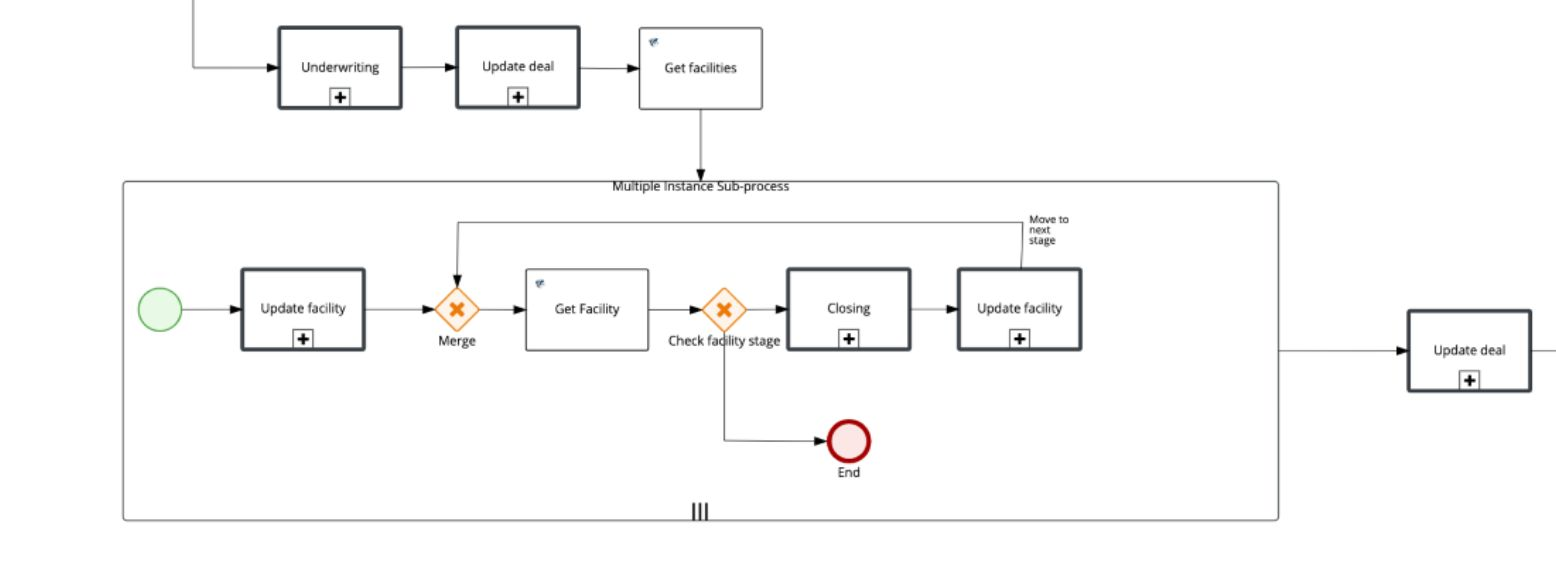 Underwriting
Update deal
Get facilities
Multiple Instance Sub-process
Move to
next
stage
Update facility
Merge
Get Facility
Check facility stage
Closing
Update facility
End
Update deal